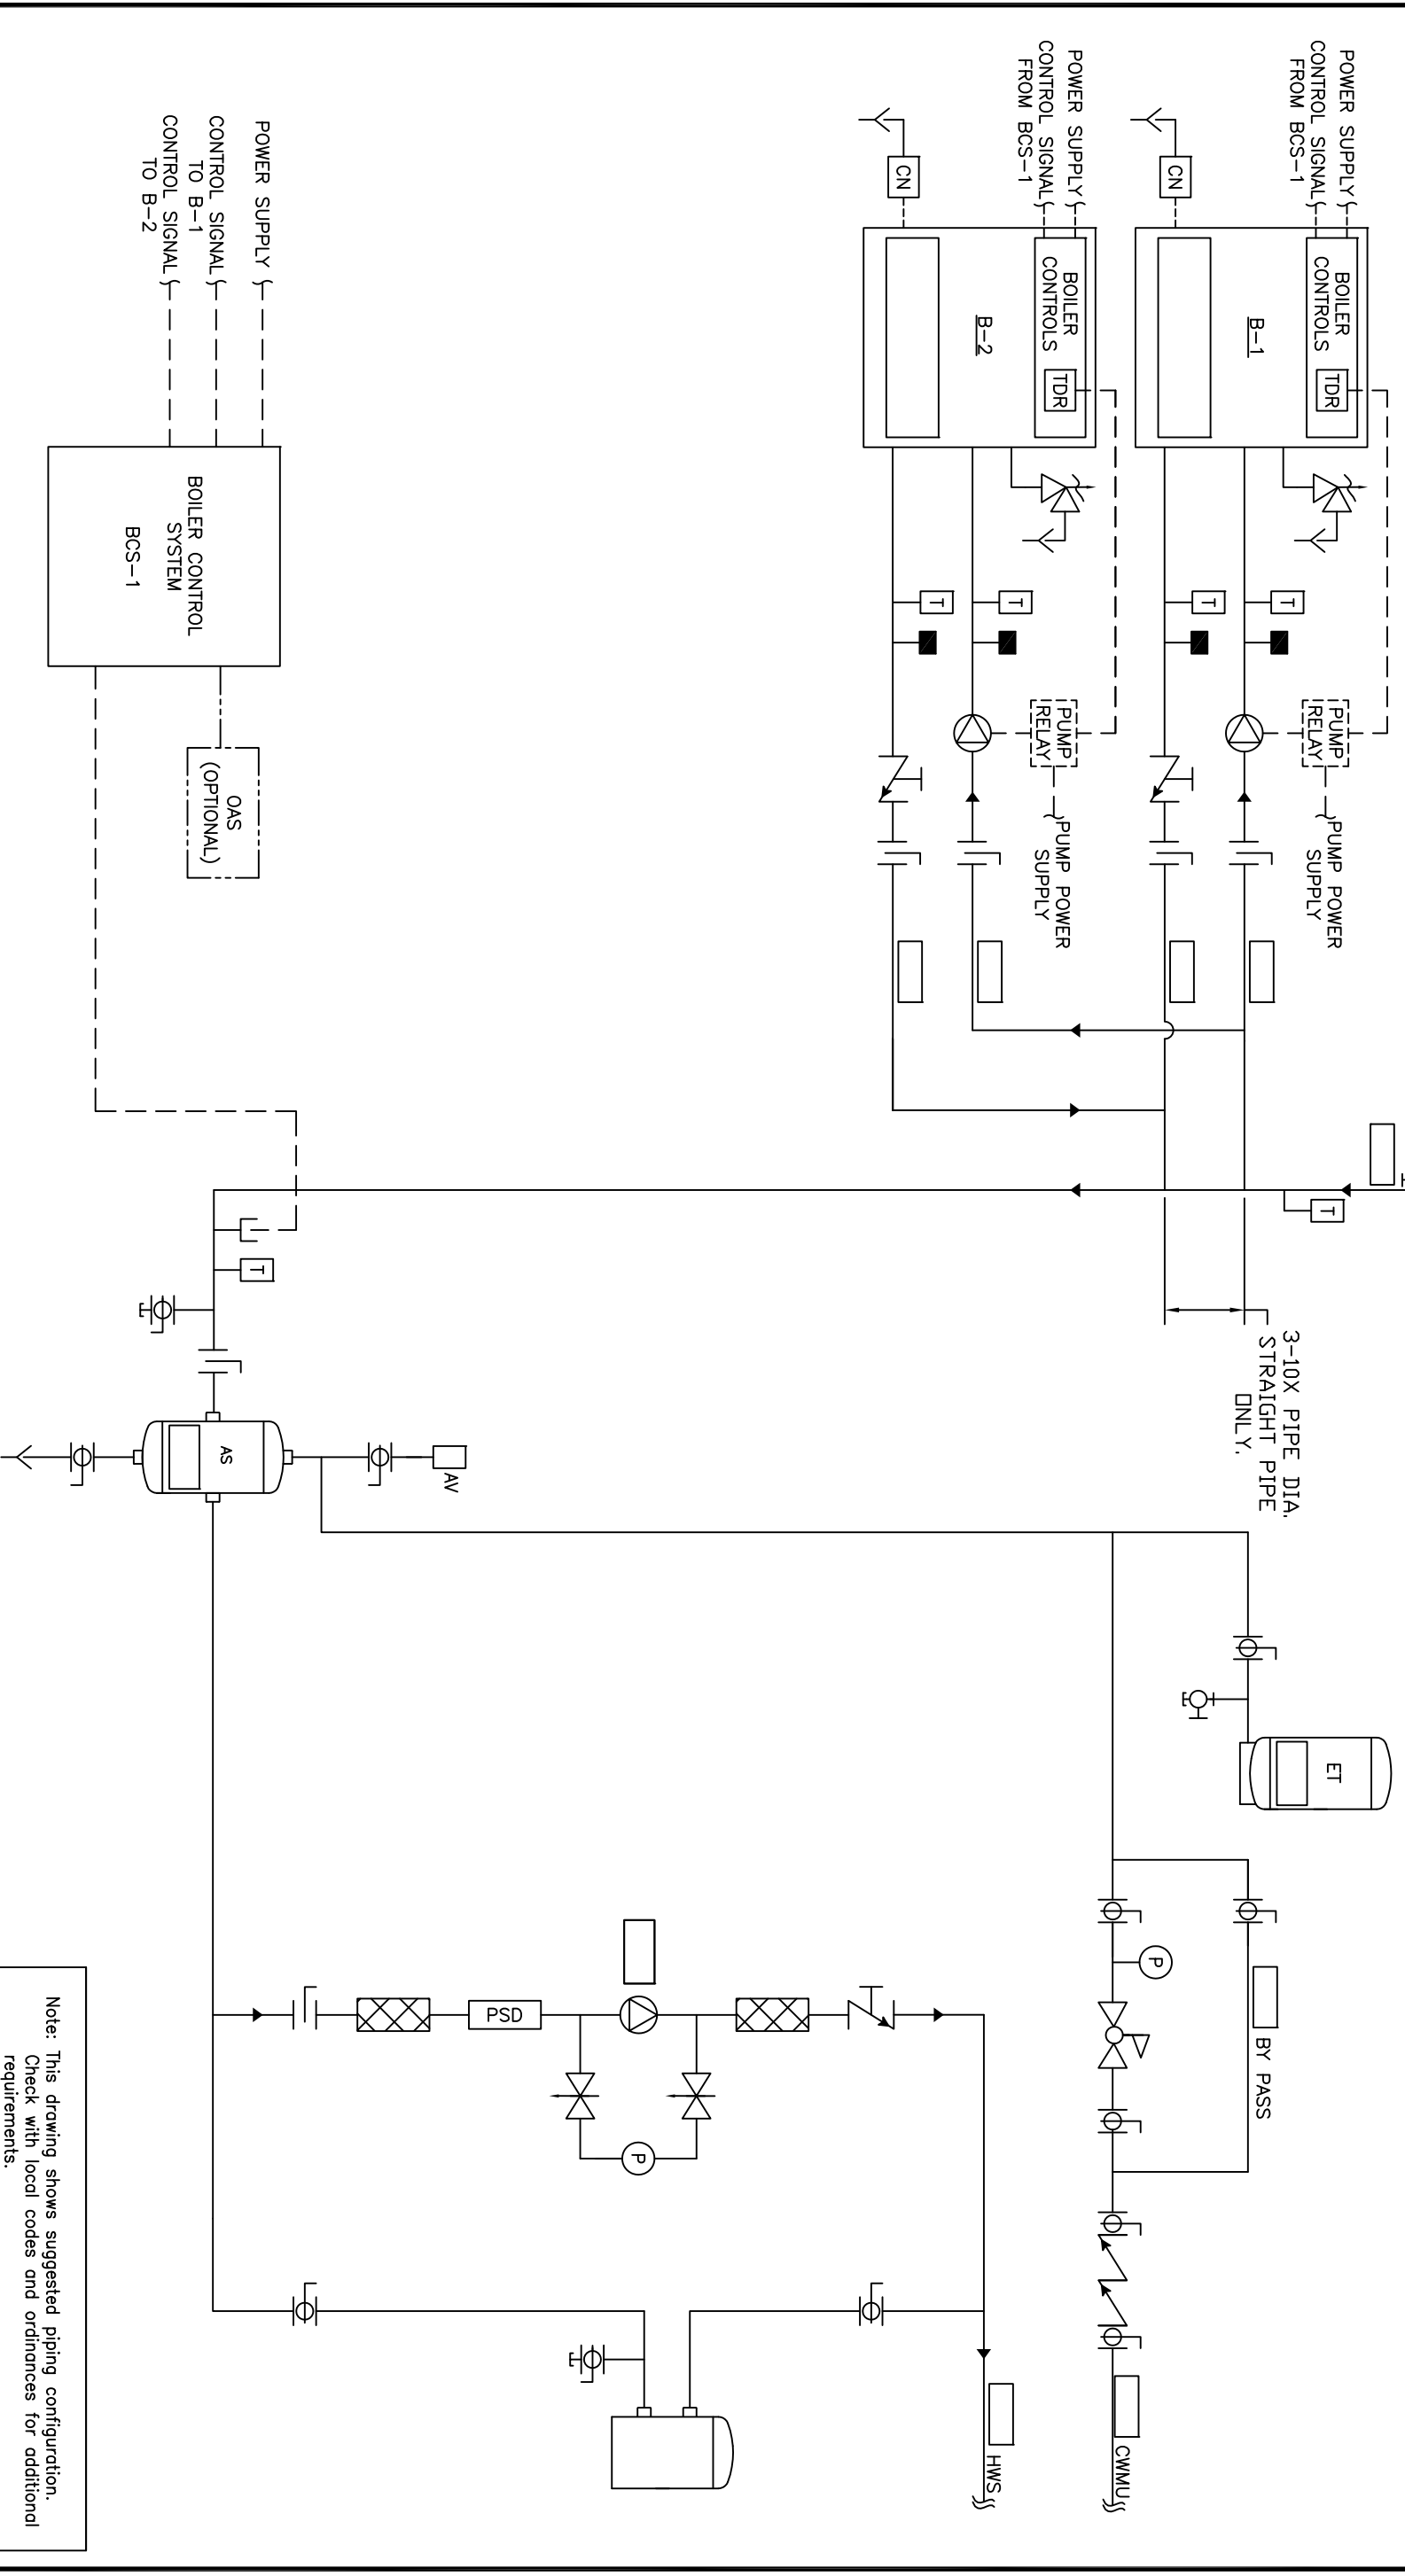 POWER SUPPLY
CONTROL SIGNAL
FROM BCS-1
CN
BOILER
CONTROLS
TDR
B-1
T
T
PUMP
RELAY
PUMP POWER
SUPPLY
POWER SUPPLY
CONTROL SIGNAL
FROM BCS-1
CN
BOILER
CONTROLS
TDR
B-2
T
T
PUMP
RELAY
PUMP POWER
SUPPLY
T
3-10X PIPE DIA.
STRAIGHT PIPE
ONLY.
ET
P
BY PASS
CWMU
POWER SUPPLY
CONTROL SIGNAL
TO B-1
CONTROL SIGNAL
TO B-2
BOILER CONTROL
SYSTEM
BCS-1
OAS
(OPTIONAL)
T
AS
AV
PSD
P
HWS
Note: This drawing shows suggested piping configuration.
Check with local codes and ordinances for additional
requirements.